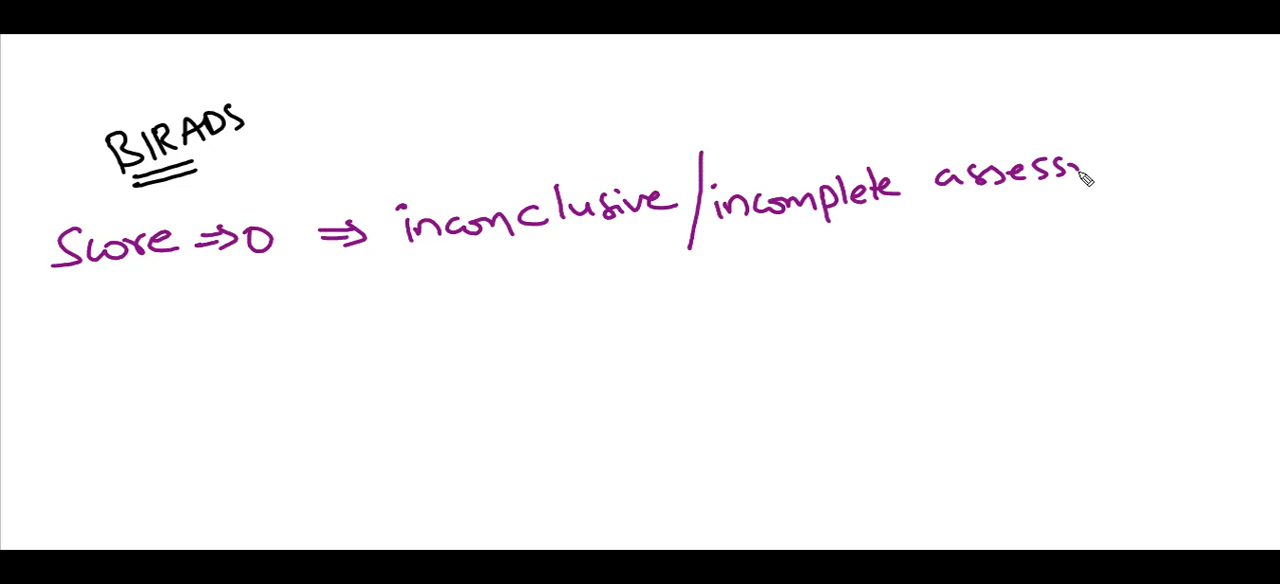 BIRADS
Score ⇒ 0 ⇒ inconclusive/incomplete assess